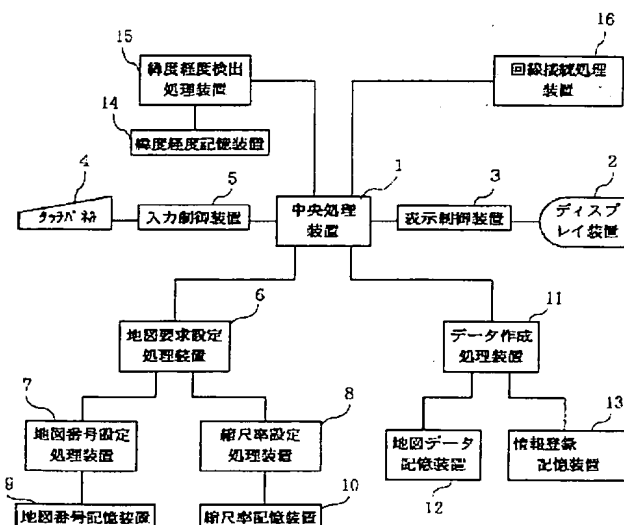 15
緯度経度検出
処理装置
16
回線接続処理
装置
14
緯度経度記憶装置
4
タッチパネル
5
入力制御装置
1
中央処理
装置
3
表示制御装置
2
ディスプ
レイ装置
6
地図要求設定
処理装置
11
データ作成
処理装置
7
地図番号設定
処理装置
8
縮尺率設定
処理装置
地図データ
記憶装置
12
13
情報登録
記憶装置
9
地図番号記憶装置
10
縮尺率記憶装置